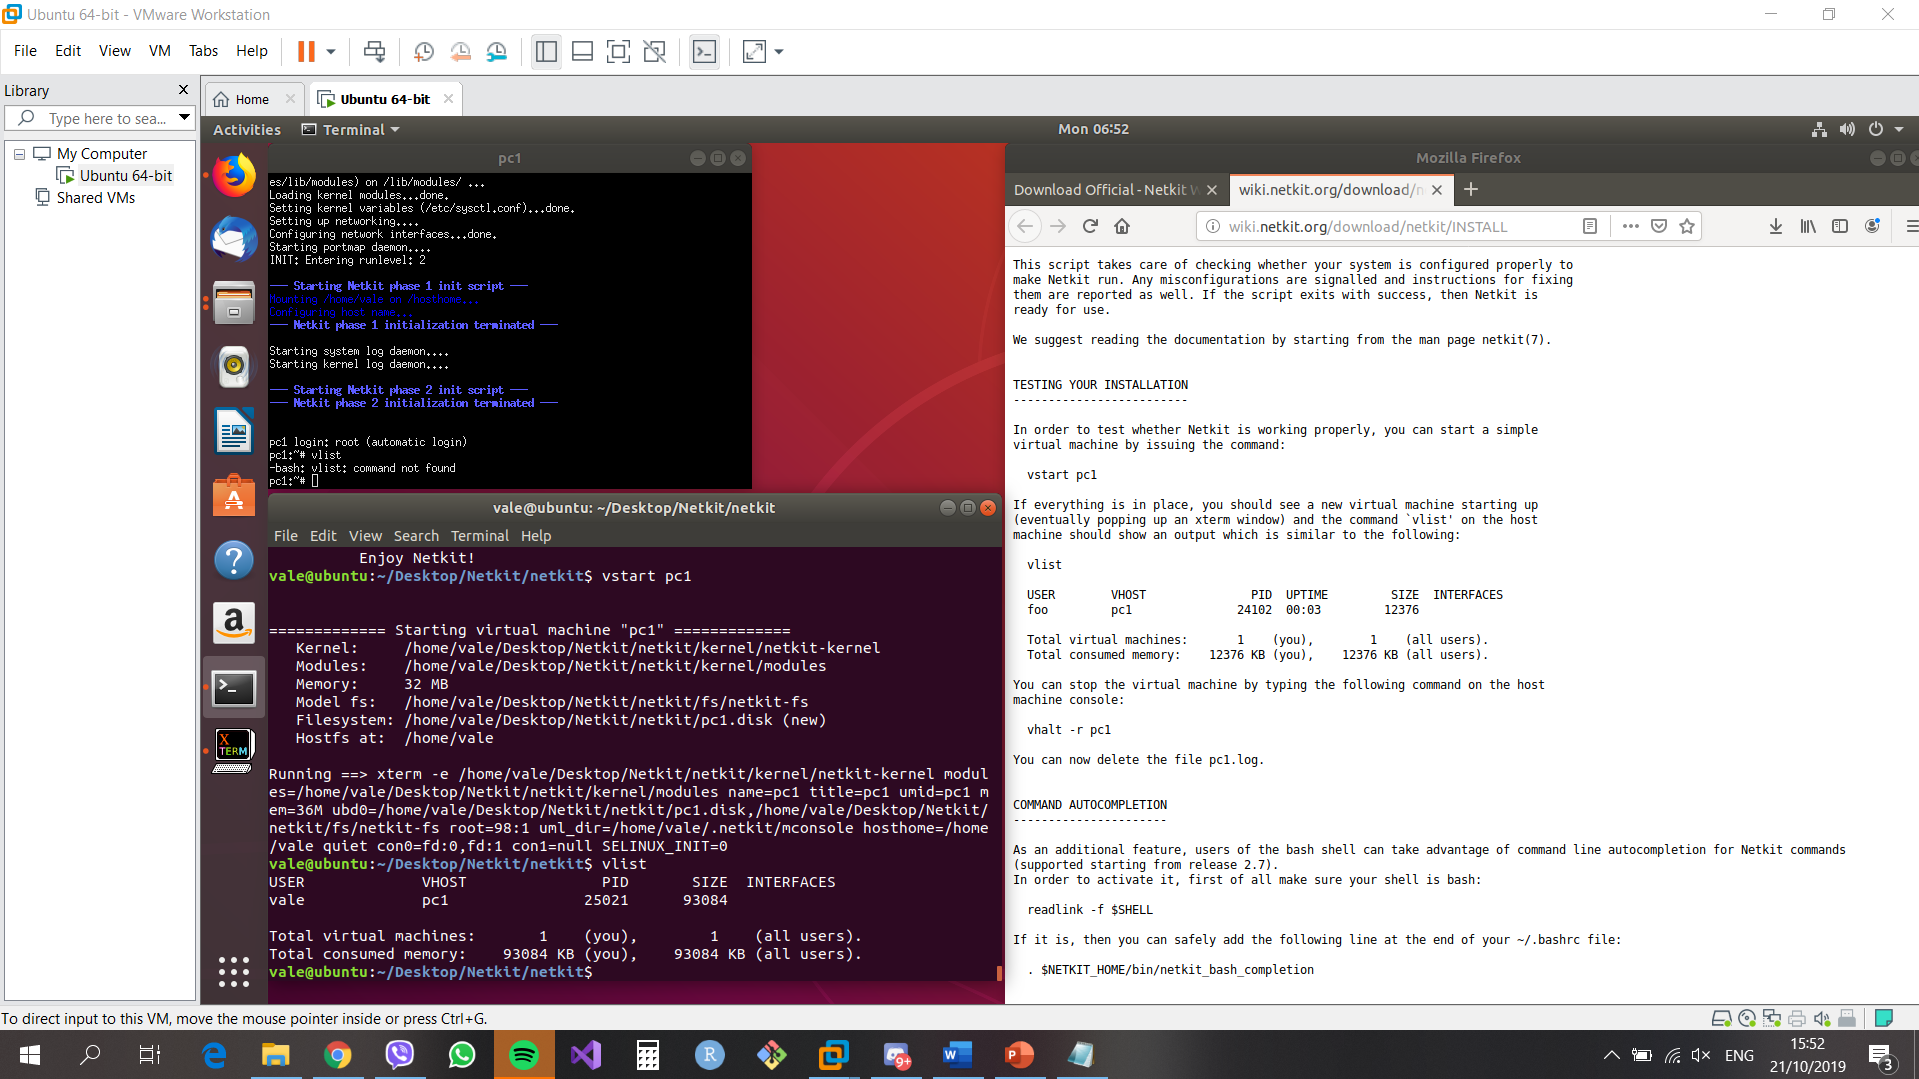 Ubuntu 64-bit - VMware Workstation
File Edit View VM Tabs Help
Library
Type here to sea...
My Computer
Ubuntu 64-bit
Shared VMs
Home
Ubuntu 64-bit
Activities
Terminal
Mon 06:52
pc1
es/lib/modules) on /lib/modules/ ...
Loading kernel modules...done.
Setting kernel variables (/etc/sysctl.conf)...done.
Setting up networking....
Configuring network interfaces...done.
Starting portmap daemon....
INIT: Entering runlevel: 2
--- Starting Netkit phase 1 init script ---
Mounting /home/vale on /hosthome...
Configuring host name...
--- Netkit phase 1 initialization terminated ---
Starting system log daemon....
Starting kernel log daemon....
--- Starting Netkit phase 2 init script ---
--- Netkit phase 2 initialization terminated ---
pc1 login: root (automatic login)
pc1:~# vlist
-bash: vlist: command not found
pc1:~#
vale@ubuntu: ~/Desktop/Netkit/netkit
File Edit View Search Terminal Help
Enjoy Netkit!
vale@ubuntu:~/Desktop/Netkit/netkit$ vstart pc1
============= Starting virtual machine "pc1" =============
Kernel: /home/vale/Desktop/Netkit/netkit/kernel/netkit-kernel
Modules: /home/vale/Desktop/Netkit/netkit/kernel/modules
Memory: 32 MB
Model fs: /home/vale/Desktop/Netkit/netkit/fs/netkit-fs
Filesystem: /home/vale/Desktop/Netkit/netkit/pc1.disk (new)
Hostfs at: /home/vale
Running ==> xterm -e /home/vale/Desktop/Netkit/netkit/kernel/netkit-kernel modul
es=/home/vale/Desktop/Netkit/netkit/kernel/modules name=pc1 title=pc1 umid=pc1 m
em=36M ubd0=/home/vale/Desktop/Netkit/netkit/pc1.disk,/home/vale/Desktop/Netkit/
netkit/fs/netkit-fs root=98:1 uml_dir=/home/vale/.netkit/mconsole hosthome=/home
/vale quiet con0=fd:0,fd:1 con1=null SELINUX_INIT=0
vale@ubuntu:~/Desktop/Netkit/netkit$ vlist
USER VHOST PID SIZE INTERFACES
vale pc1 25021 93084
Total virtual machines: 1 (you), 1 (all users).
Total consumed memory: 93084 KB (you), 93084 KB (all users).
vale@ubuntu:~/Desktop/Netkit/netkit$
Mozilla Firefox
Download Official - Netkit W
wiki.netkit.org/download/n
wiki.netkit.org/download/netkit/INSTALL
This script takes care of checking whether your system is configured properly to
make Netkit run. Any misconfigurations are signalled and instructions for fixing
them are reported as well. If the script exits with success, then Netkit is
ready for use.
We suggest reading the documentation by starting from the man page netkit(7).
TESTING YOUR INSTALLATION
-------------------------
In order to test whether Netkit is working properly, you can start a simple
virtual machine by issuing the command:
vstart pc1
If everything is in place, you should see a new virtual machine starting up
(eventually popping up an xterm window) and the command `vlist' on the host
machine should show an output which is similar to the following:
vlist
USER VHOST PID UPTIME SIZE INTERFACES
foo pc1 24102 00:03 12376
Total virtual machines: 1 (you), 1 (all users).
Total consumed memory: 12376 KB (you), 12376 KB (all users).
You can stop the virtual machine by typing the following command on the host
machine console:
vhalt -r pc1
You can now delete the file pc1.log.
COMMAND AUTOCOMPLETION
----------------------
As an additional feature, users of the bash shell can take advantage of command line autocompletion for Netkit commands
(supported starting from release 2.7).
In order to activate it, first of all make sure your shell is bash:
readlink -f $SHELL
If it is, then you can safely add the following line at the end of your ~/.bashrc file:
. $NETKIT_HOME/bin/netkit_bash_completion
X
TERM
To direct input to this VM, move the mouse pointer inside or press Ctrl+G.
9+
ENG
15:52
21/10/2019
3